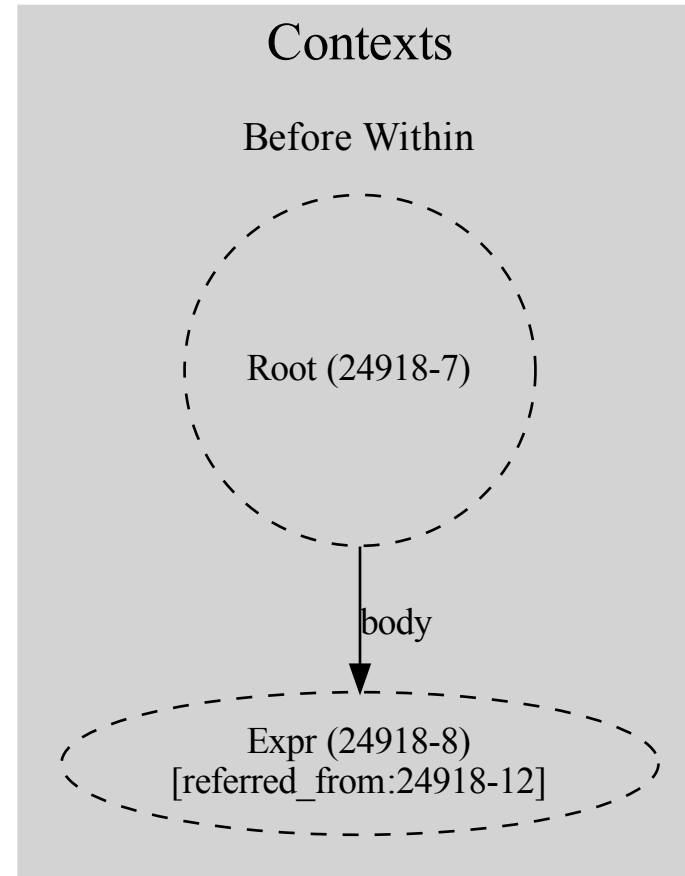 Contexts
Before Within
Root (24918-7)
body
Expr (24918-8)
[referred_from:24918-12]